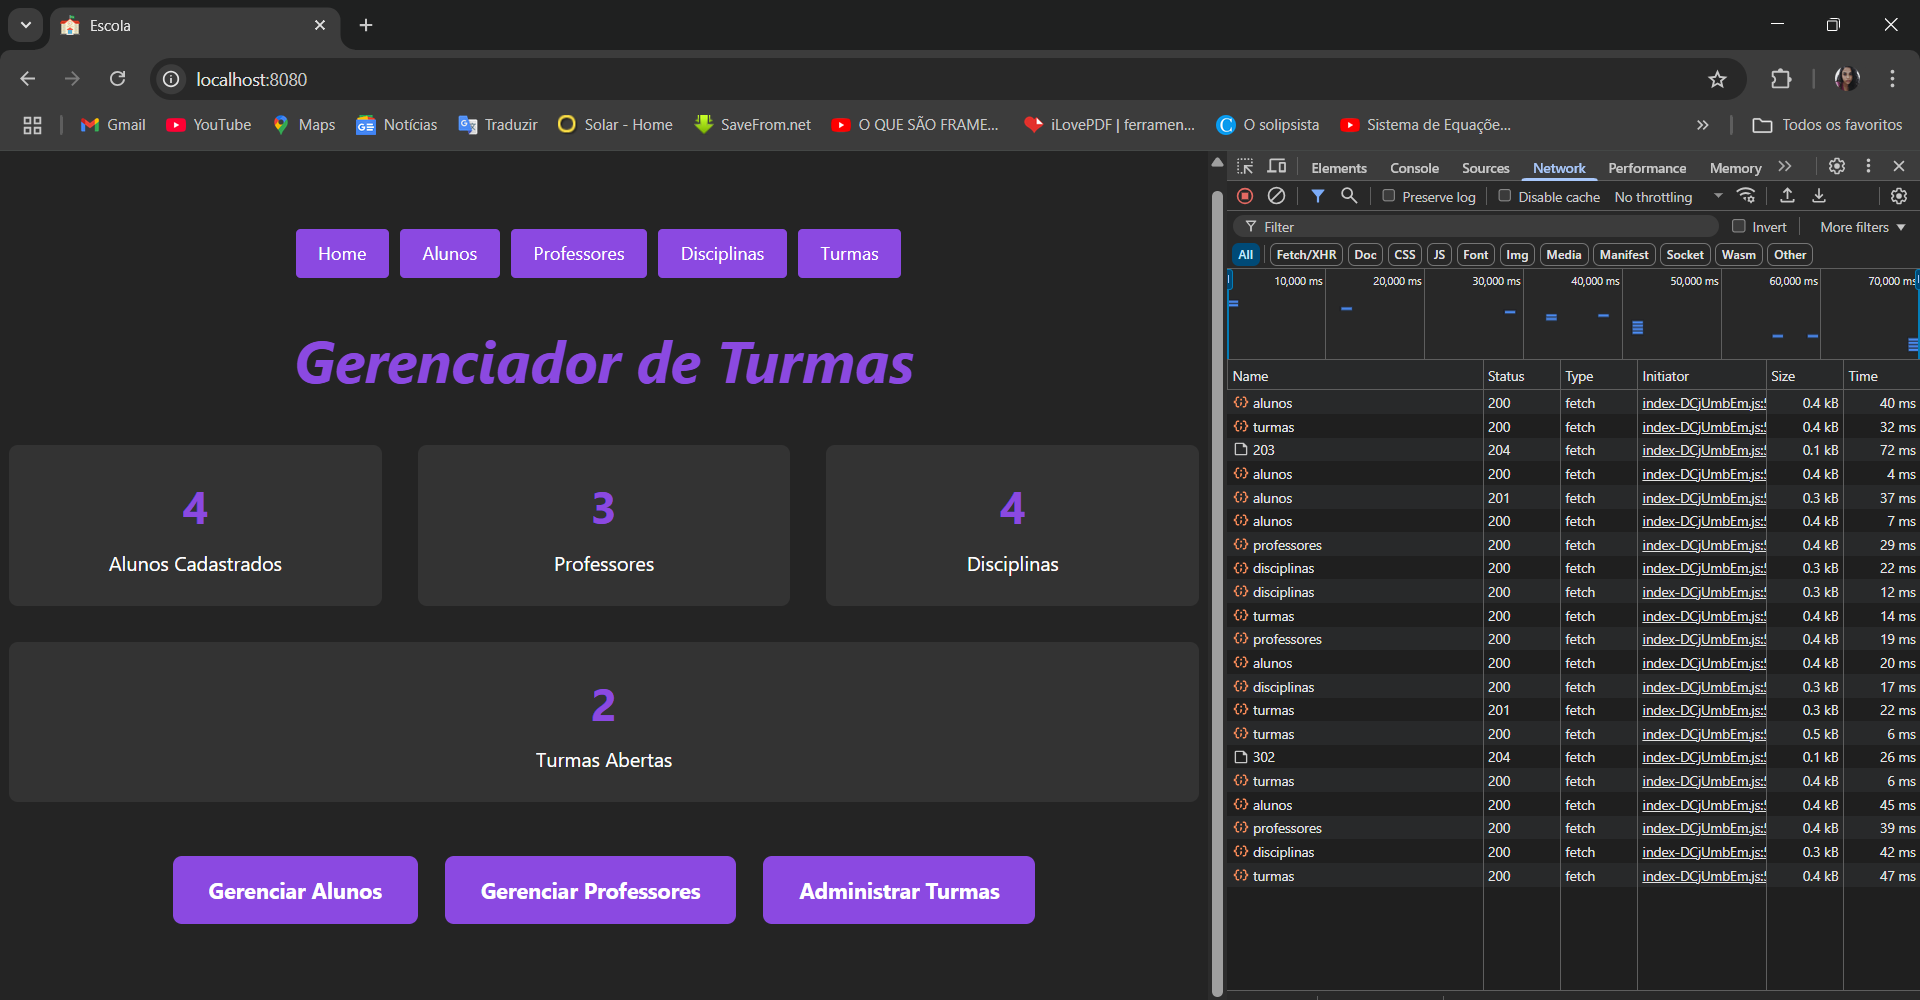 Escola
localhost:8080
Gmail YouTube Maps Notícias Traduzir Solar - Home SaveFrom.net O QUE SÃO FRAME... iLovePDF | ferramen... O solipsista Sistema de Equaçõe... » Todos os favoritos
Home Alunos Professores Disciplinas Turmas
Gerenciador de Turmas
4
Alunos Cadastrados
3
Professores
4
Disciplinas
2
Turmas Abertas
Gerenciar Alunos Gerenciar Professores Administrar Turmas
Elements Console Sources Network Performance Memory »
Preserve log Disable cache No throttling
Filter Invert More filters
All Fetch/XHR Doc CSS JS Font Img Media Manifest Socket Wasm Other
10,000 ms 20,000 ms 30,000 ms 40,000 ms 50,000 ms 60,000 ms 70,000 ms
Name Status Type Initiator Size Time
alunos 200 fetch index-DCjUmbEm.js: 0.4 kB 40 ms
turmas 200 fetch index-DCjUmbEm.js: 0.4 kB 32 ms
203 204 fetch index-DCjUmbEm.js: 0.1 kB 72 ms
alunos 200 fetch index-DCjUmbEm.js: 0.4 kB 4 ms
alunos 201 fetch index-DCjUmbEm.js: 0.3 kB 37 ms
alunos 200 fetch index-DCjUmbEm.js: 0.4 kB 7 ms
professores 200 fetch index-DCjUmbEm.js: 0.4 kB 29 ms
disciplinas 200 fetch index-DCjUmbEm.js: 0.3 kB 22 ms
disciplinas 200 fetch index-DCjUmbEm.js: 0.3 kB 12 ms
turmas 200 fetch index-DCjUmbEm.js: 0.4 kB 14 ms
professores 200 fetch index-DCjUmbEm.js: 0.4 kB 19 ms
alunos 200 fetch index-DCjUmbEm.js: 0.4 kB 20 ms
disciplinas 200 fetch index-DCjUmbEm.js: 0.3 kB 17 ms
turmas 201 fetch index-DCjUmbEm.js: 0.3 kB 22 ms
turmas 200 fetch index-DCjUmbEm.js: 0.5 kB 6 ms
302 204 fetch index-DCjUmbEm.js: 0.1 kB 26 ms
turmas 200 fetch index-DCjUmbEm.js: 0.4 kB 6 ms
alunos 200 fetch index-DCjUmbEm.js: 0.4 kB 45 ms
professores 200 fetch index-DCjUmbEm.js: 0.4 kB 39 ms
disciplinas 200 fetch index-DCjUmbEm.js: 0.3 kB 42 ms
turmas 200 fetch index-DCjUmbEm.js: 0.4 kB 47 ms